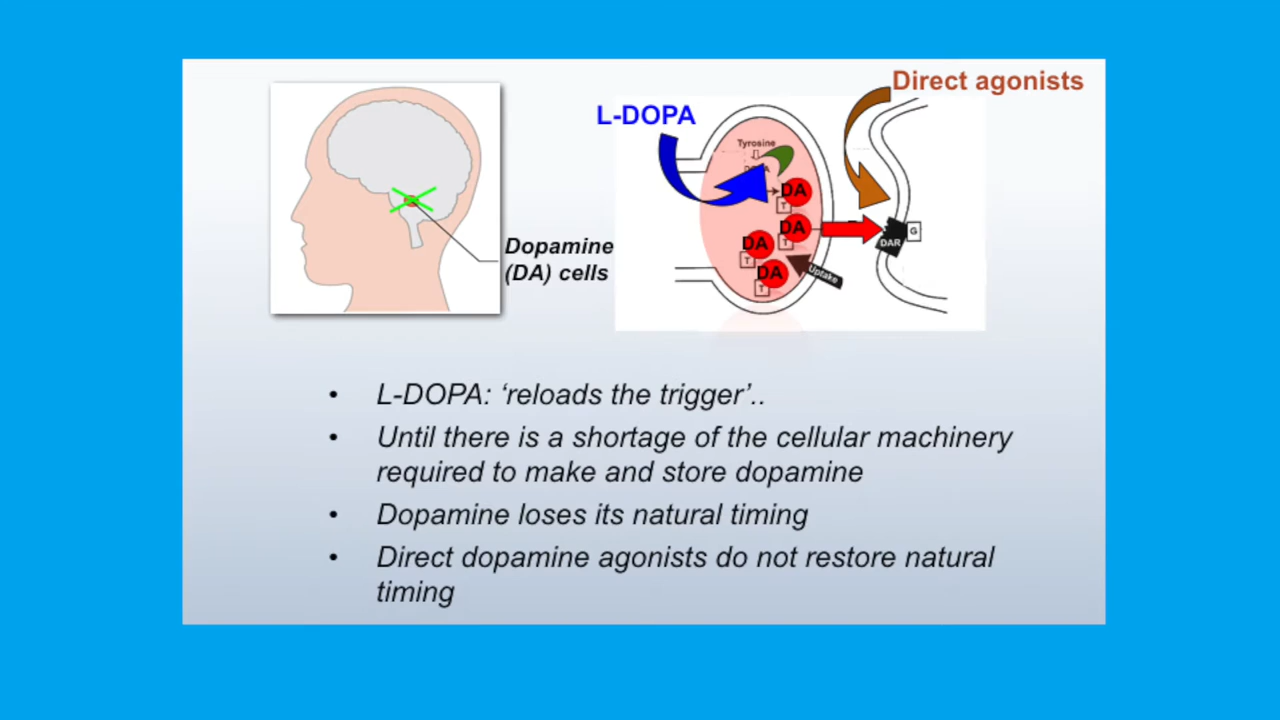 Direct agonists
L-DOPA
Tyrosine
DA
T
DA
T
DA
T
DA
T
Uptake
DAR
G
Dopamine
(DA) cells
• L-DOPA: ‘reloads the trigger’..
• Until there is a shortage of the cellular machinery
required to make and store dopamine
• Dopamine loses its natural timing
• Direct dopamine agonists do not restore natural
timing